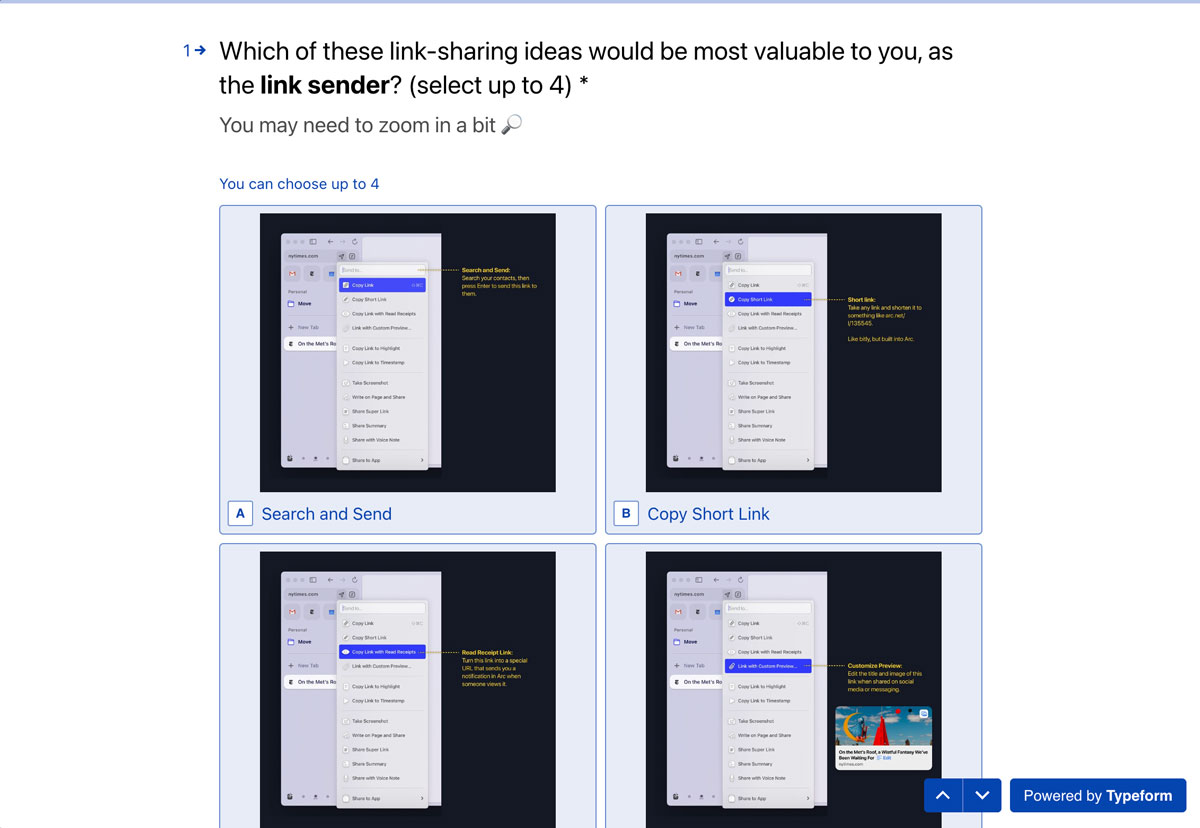 1→ Which of these link-sharing ideas would be most valuable to you, as
the link sender? (select up to 4) *
You may need to zoom in a bit 🔎
You can choose up to 4
nytimes.com
Send to...
Personal
Move
+ New Tab
On the Met's Ro
Copy Link
Copy Short Link
Copy Link with Read Receipts
Link with Custom Preview...
Copy Link to Highlight
Copy Link to Timestamp
Take Screenshot
Write on Page and Share
Share Super Link
Share Summary
Share with Voice Note
Share to App
Search and Send:
Search your contacts, then
press Enter to send this link to
them.
A Search and Send
nytimes.com
Send to...
Personal
Move
+ New Tab
On the Met's Ro
Copy Link
Copy Short Link
Copy Link with Read Receipts
Link with Custom Preview...
Copy Link to Highlight
Copy Link to Timestamp
Take Screenshot
Write on Page and Share
Share Super Link
Share Summary
Share with Voice Note
Share to App
Short link:
Take any link and shorten it to
something like arc.net/
l/135545.
Like bitly, but built into Arc.
B Copy Short Link
nytimes.com
Send to...
Personal
Move
+ New Tab
On the Met's Ro
Copy Link
Copy Short Link
Copy Link with Read Receipts
Link with Custom Preview...
Copy Link to Highlight
Copy Link to Timestamp
Take Screenshot
Write on Page and Share
Share Super Link
Share Summary
Share with Voice Note
Share to App
Read Receipt Link:
Turn this link into a special
URL that sends you a
notification in Arc when
someone views it.
nytimes.com
Send to...
Personal
Move
+ New Tab
On the Met's Ro
Copy Link
Copy Short Link
Copy Link with Read Receipts
Link with Custom Preview...
Copy Link to Highlight
Copy Link to Timestamp
Take Screenshot
Write on Page and Share
Share Super Link
Share Summary
Share with Voice Note
Share to App
Customize Preview:
Edit the title and image of this
link when shared on social
media or messaging.
On the Met's Roof, a Wistful Fantasy We've
Been Waiting For Edit
nytimes.com
Powered by Typeform